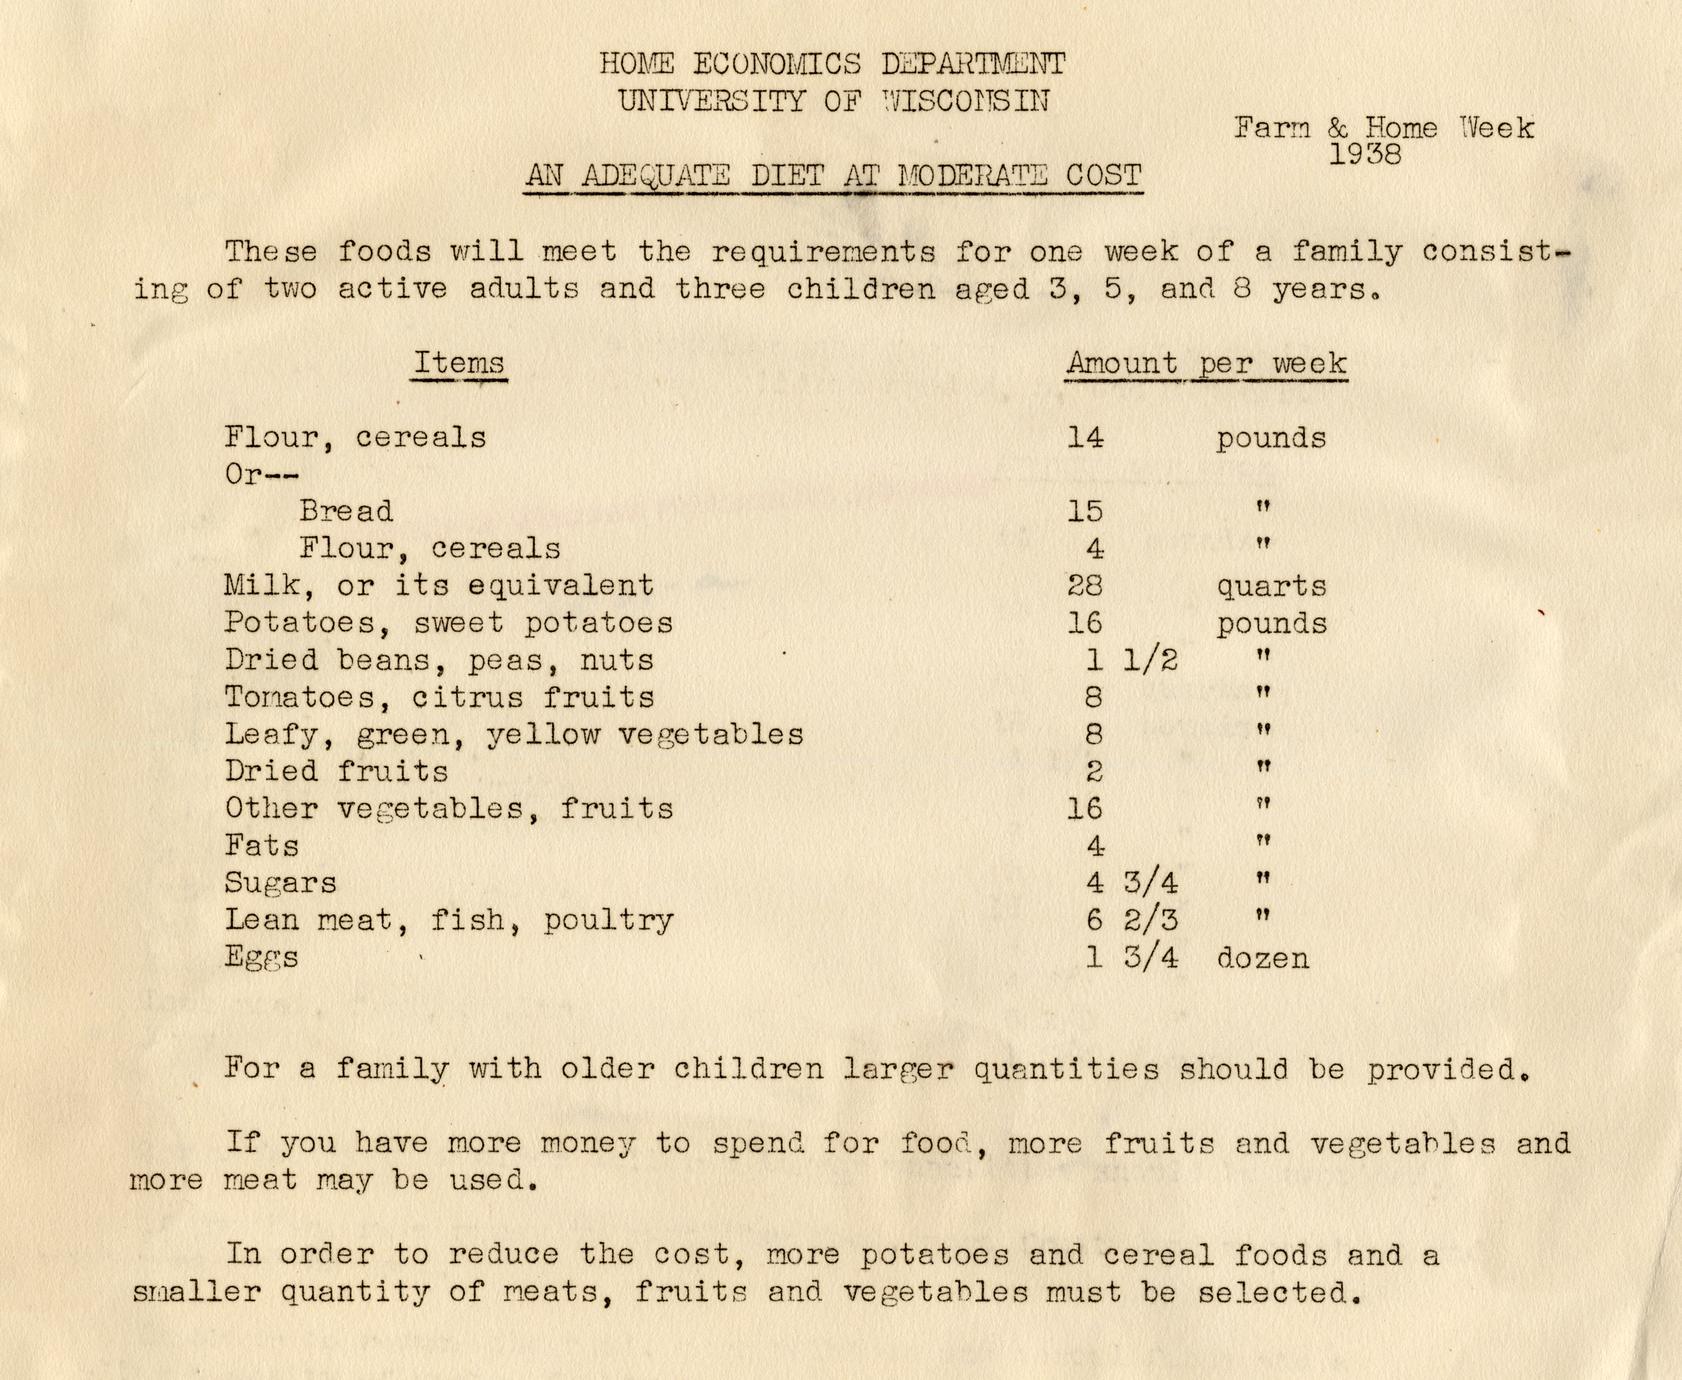 HOME ECONOMICS DEPARTMENT
UNIVERSITY OF WISCONSIN
Farm & Home Week
1938
AN ADEQUATE DIET AT MODERATE COST
These foods will meet the requirements for one week of a family consist-
ing of two active adults and three children aged 3, 5, and 8 years.
Items Amount per week
Flour, cereals 14 pounds
Or--
Bread 15 "
Flour, cereals 4 "
Milk, or its equivalent 28 quarts
Potatoes, sweet potatoes 16 pounds
Dried beans, peas, nuts 1 1/2 "
Tomatoes, citrus fruits 8 "
Leafy, green, yellow vegetables 8 "
Dried fruits 2 "
Other vegetables, fruits 16 "
Fats 4 "
Sugars 4 3/4 "
Lean meat, fish, poultry 6 2/3 "
Eggs 1 3/4 dozen
For a family with older children larger quantities should be provided.
If you have more money to spend for food, more fruits and vegetables and
more meat may be used.
In order to reduce the cost, more potatoes and cereal foods and a
smaller quantity of meats, fruits and vegetables must be selected.